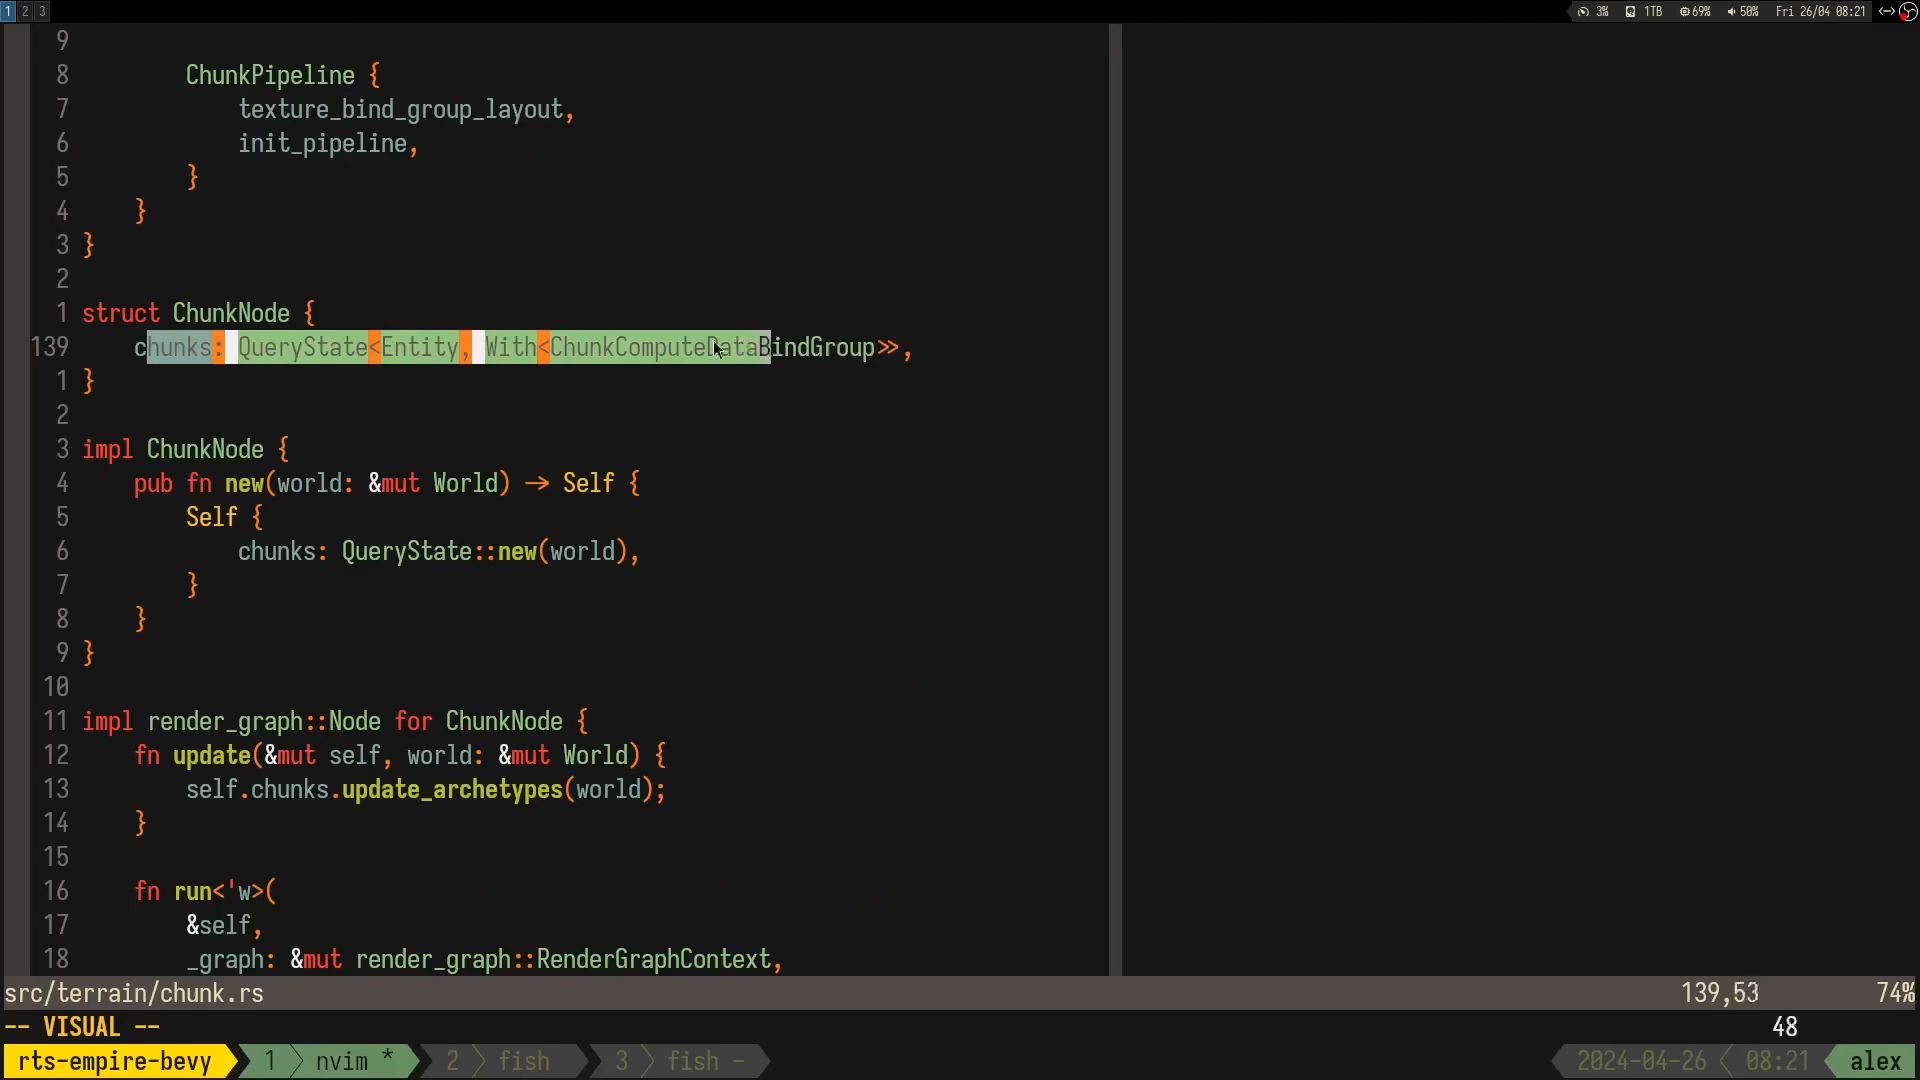 1 2 3 3% 1TB 69% 50% Fri 26/04 08:21
9
8 ChunkPipeline {
7 texture_bind_group_layout,
6 init_pipeline,
5 }
4 }
3 }
2
1 struct ChunkNode {
139 chunks: QueryState<Entity, With<ChunkComputeDataBindGroup>>,
1 }
2
3 impl ChunkNode {
4 pub fn new(world: &mut World) -> Self {
5 Self {
6 chunks: QueryState::new(world),
7 }
8 }
9 }
10
11 impl render_graph::Node for ChunkNode {
12 fn update(&mut self, world: &mut World) {
13 self.chunks.update_archetypes(world);
14 }
15
16 fn run<'w>(
17 &self,
18 _graph: &mut render_graph::RenderGraphContext,
src/terrain/chunk.rs 139,53 74%
-- VISUAL -- 48
rts-empire-bevy 1 nvim * 2 fish 3 fish - 2024-04-26 08:21 alex